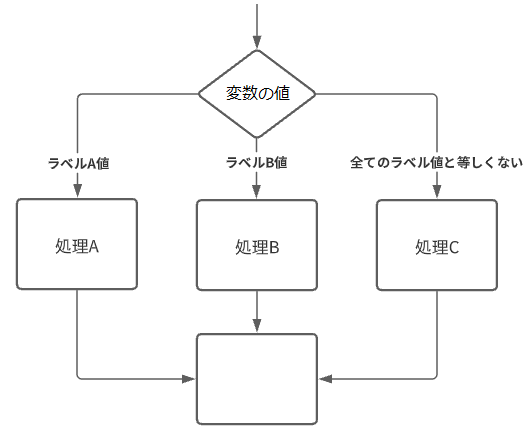 変数の値
ラベルA値
ラベルB値
全てのラベル値と等しくない
処理A
処理B
処理C